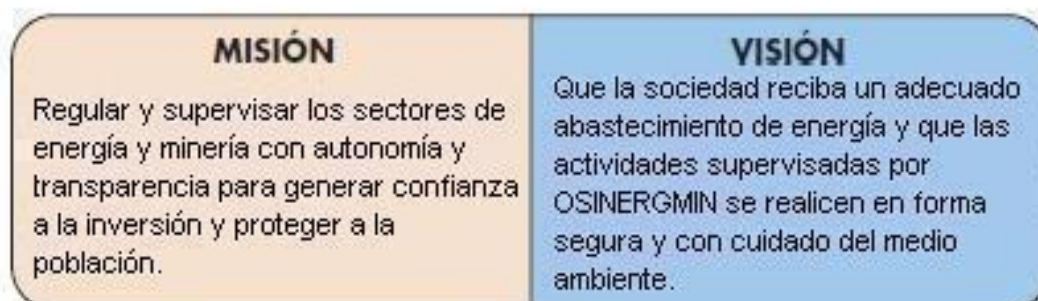 MISIÓN
Regular y supervisar los sectores de
energía y minería con autonomía y
transparencia para generar confianza
a la inversión y proteger a la
población.
VISIÓN
Que la sociedad reciba un adecuado
abastecimiento de energía y que las
actividades supervisadas por
OSINERGMIN se realicen en forma
segura y con cuidado del medio
ambiente.